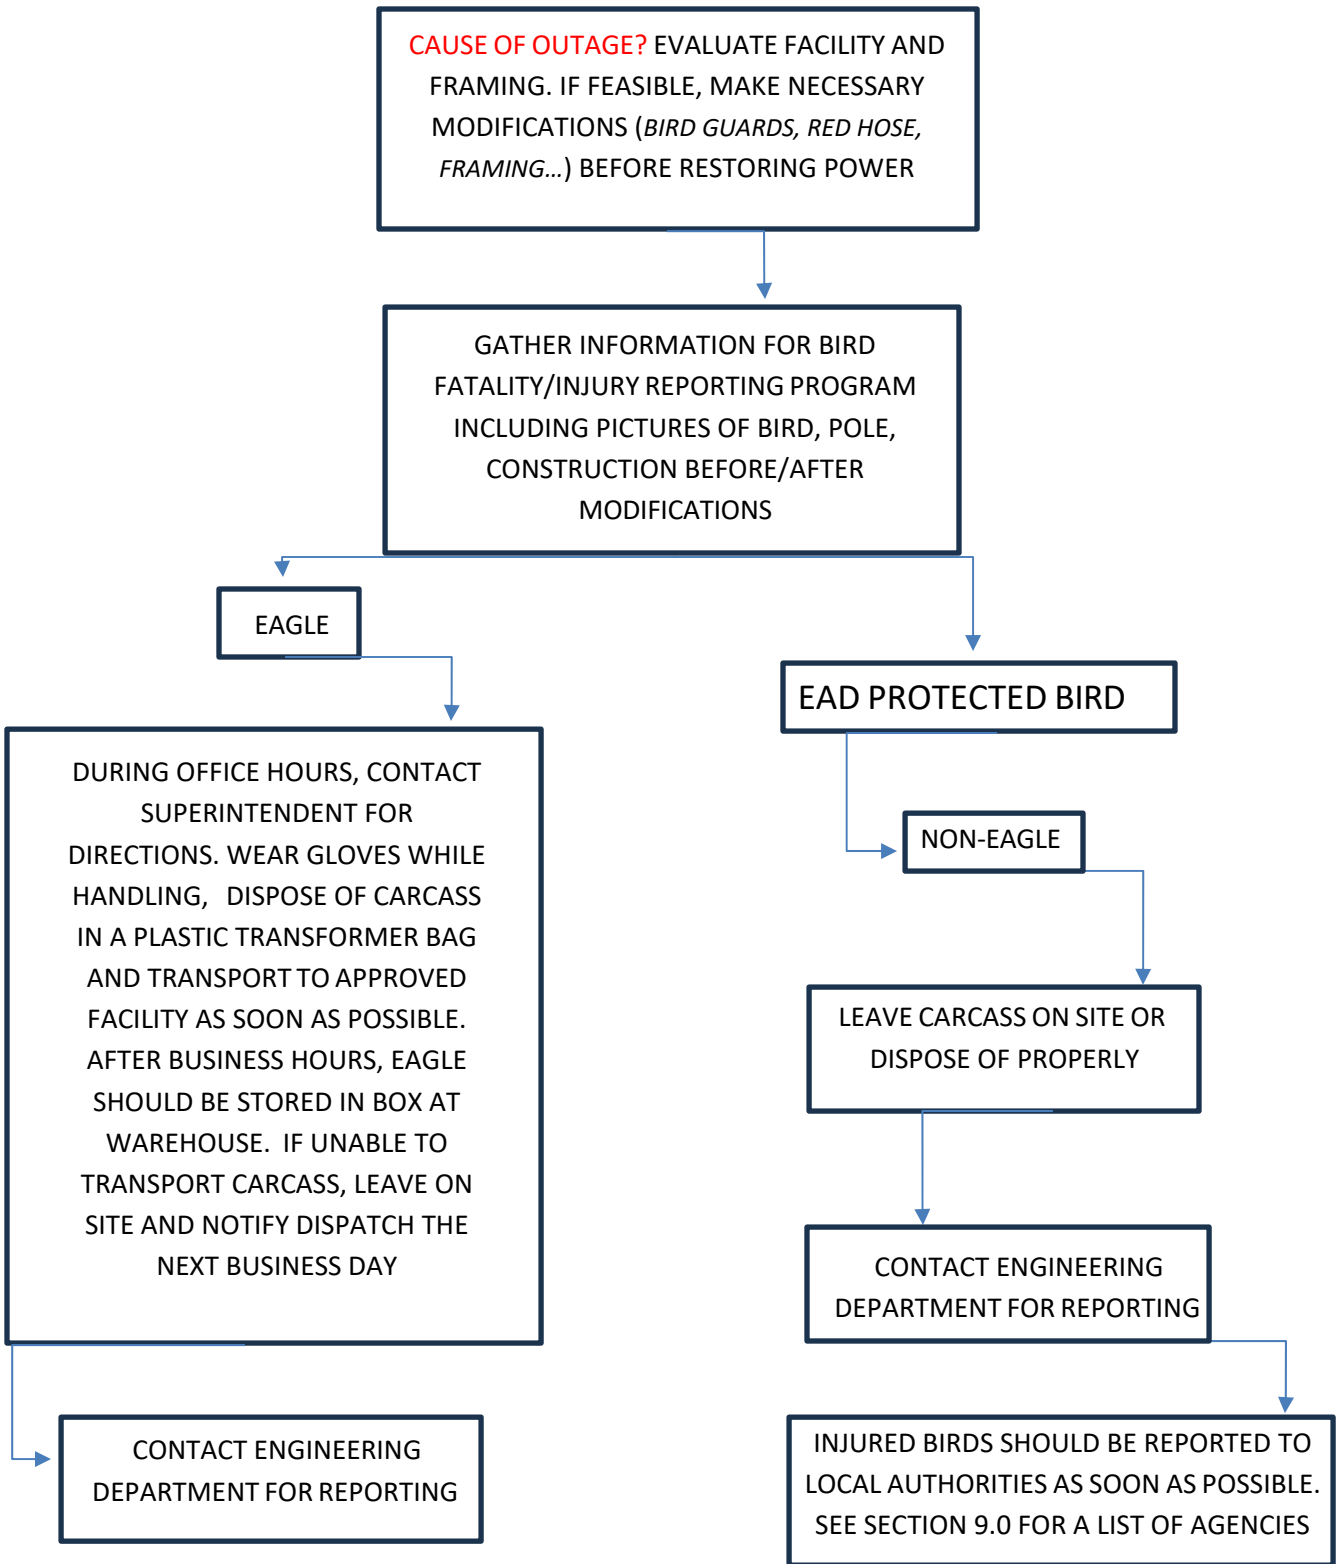 CAUSE OF OUTAGE? EVALUATE FACILITY AND
FRAMING. IF FEASIBLE, MAKE NECESSARY
MODIFICATIONS (BIRD GUARDS, RED HOSE,
FRAMING…) BEFORE RESTORING POWER
GATHER INFORMATION FOR BIRD
FATALITY/INJURY REPORTING PROGRAM
INCLUDING PICTURES OF BIRD, POLE,
CONSTRUCTION BEFORE/AFTER
MODIFICATIONS
EAGLE
DURING OFFICE HOURS, CONTACT
SUPERINTENDENT FOR
DIRECTIONS. WEAR GLOVES WHILE
HANDLING, DISPOSE OF CARCASS
IN A PLASTIC TRANSFORMER BAG
AND TRANSPORT TO APPROVED
FACILITY AS SOON AS POSSIBLE.
AFTER BUSINESS HOURS, EAGLE
SHOULD BE STORED IN BOX AT
WAREHOUSE. IF UNABLE TO
TRANSPORT CARCASS, LEAVE ON
SITE AND NOTIFY DISPATCH THE
NEXT BUSINESS DAY
CONTACT ENGINEERING
DEPARTMENT FOR REPORTING
EAD PROTECTED BIRD
NON-EAGLE
LEAVE CARCASS ON SITE OR
DISPOSE OF PROPERLY
CONTACT ENGINEERING
DEPARTMENT FOR REPORTING
INJURED BIRDS SHOULD BE REPORTED TO
LOCAL AUTHORITIES AS SOON AS POSSIBLE.
SEE SECTION 9.0 FOR A LIST OF AGENCIES